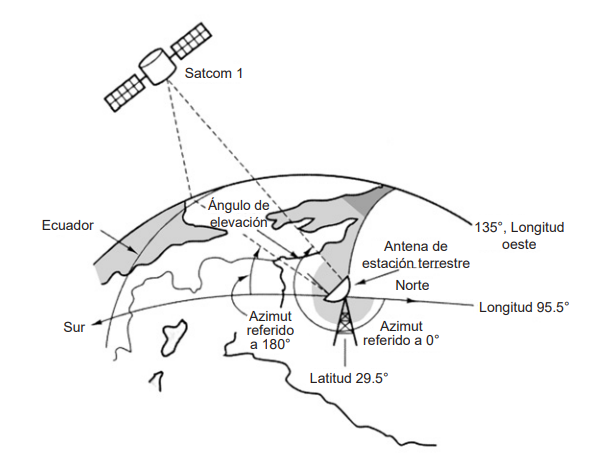 Satcom 1
Ángulo de
elevación
Ecuador
135°, Longitud
oeste
Antena de
estación terrestre
Norte
Longitud 95.5°
Sur
Azimut
referido
a 180°
Azimut
referido a 0°
Latitud 29.5°